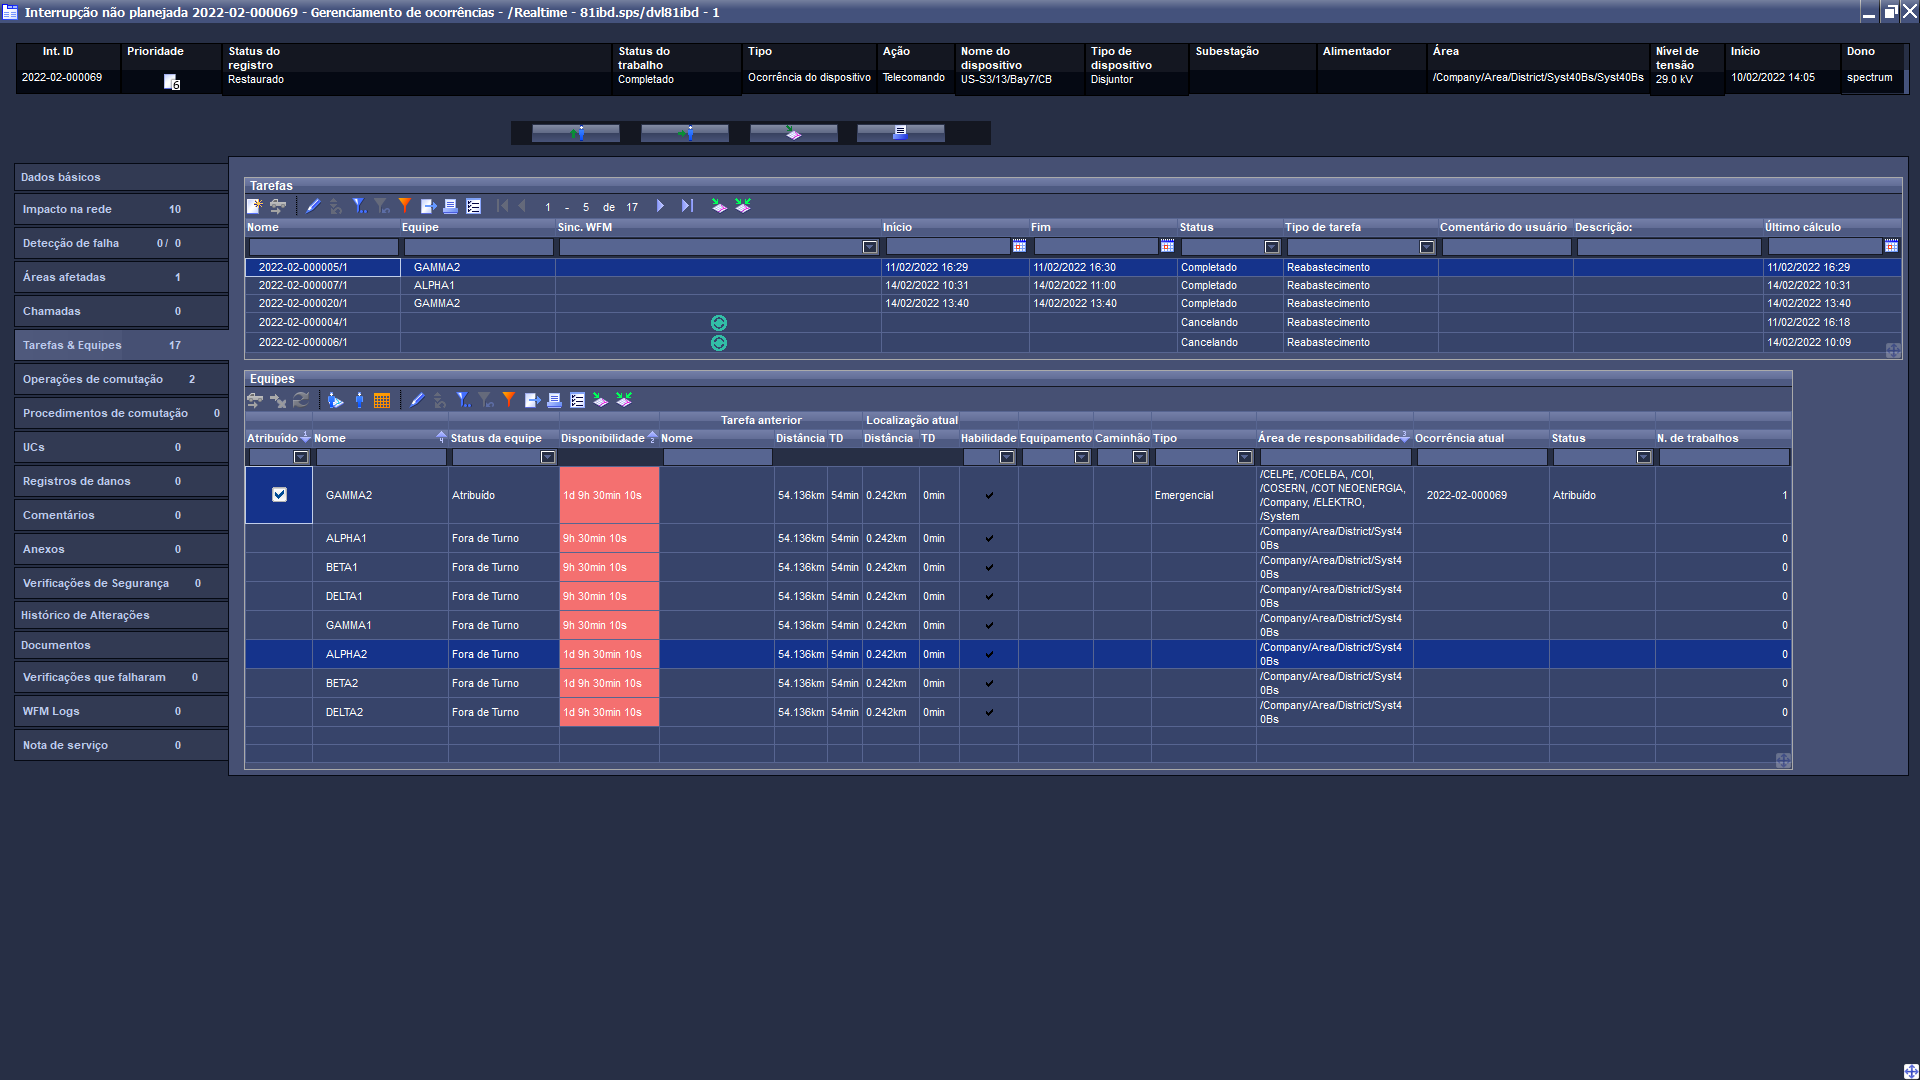 Interrupção não planejada 2022-02-000069 - Gerenciamento de ocorrências - /Realtime - 81ibd.sps/dvl81ibd - 1
Int. ID Prioridade Status do registro Status do trabalho Tipo Ação Nome do dispositivo Tipo de dispositivo Subestação Alimentador Área Nível de tensão Início Dono
2022-02-000069 6 Restaurado Completado Ocorrência do dispositivo Telecomando US-S3/13/Bay7/CB Disjuntor /Company/Area/District/Syst40Bs/Syst40Bs 29.0 kV 10/02/2022 14:05 spectrum
Dados básicos
Impacto na rede 10
Detecção de falha 0 / 0
Áreas afetadas 1
Chamadas 0
Tarefas & Equipes 17
Operações de comutação 2
Procedimentos de comutação 0
UCs 0
Registros de danos 0
Comentários 0
Anexos 0
Verificações de Segurança 0
Histórico de Alterações
Documentos
Verificações que falharam 0
WFM Logs 0
Nota de serviço 0
Tarefas
1 - 5 de 17
Nome Equipe Sinc. WFM Início Fim Status Tipo de tarefa Comentário do usuário Descrição: Último cálculo
2022-02-000005/1 GAMMA2 11/02/2022 16:29 11/02/2022 16:30 Completado Reabastecimento 11/02/2022 16:29
2022-02-000007/1 ALPHA1 14/02/2022 10:31 14/02/2022 11:00 Completado Reabastecimento 14/02/2022 10:31
2022-02-000020/1 GAMMA2 14/02/2022 13:40 14/02/2022 13:40 Completado Reabastecimento 14/02/2022 13:40
2022-02-000004/1 Cancelando Reabastecimento 11/02/2022 16:18
2022-02-000006/1 Cancelando Reabastecimento 14/02/2022 10:09
Equipes
Tarefa anterior Localização atual
Atribuído 1 Nome 4 Status da equipe Disponibilidade 2 Nome Distância TD Distância TD Habilidade Equipamento Caminhão Tipo Área de responsabilidade 3 Ocorrência atual Status N. de trabalhos
GAMMA2 Atribuído 1d 9h 30min 10s 54.136km 54min 0.242km 0min Emergencial /CELPE, /COELBA, /COI, /COSERN, /COT NEOENERGIA, /Company, /ELEKTRO, /System 2022-02-000069 Atribuído 1
ALPHA1 Fora de Turno 9h 30min 10s 54.136km 54min 0.242km 0min /Company/Area/District/Syst40Bs 0
BETA1 Fora de Turno 9h 30min 10s 54.136km 54min 0.242km 0min /Company/Area/District/Syst40Bs 0
DELTA1 Fora de Turno 9h 30min 10s 54.136km 54min 0.242km 0min /Company/Area/District/Syst40Bs 0
GAMMA1 Fora de Turno 9h 30min 10s 54.136km 54min 0.242km 0min /Company/Area/District/Syst40Bs 0
ALPHA2 Fora de Turno 1d 9h 30min 10s 54.136km 54min 0.242km 0min /Company/Area/District/Syst40Bs 0
BETA2 Fora de Turno 1d 9h 30min 10s 54.136km 54min 0.242km 0min /Company/Area/District/Syst40Bs 0
DELTA2 Fora de Turno 1d 9h 30min 10s 54.136km 54min 0.242km 0min /Company/Area/District/Syst40Bs 0